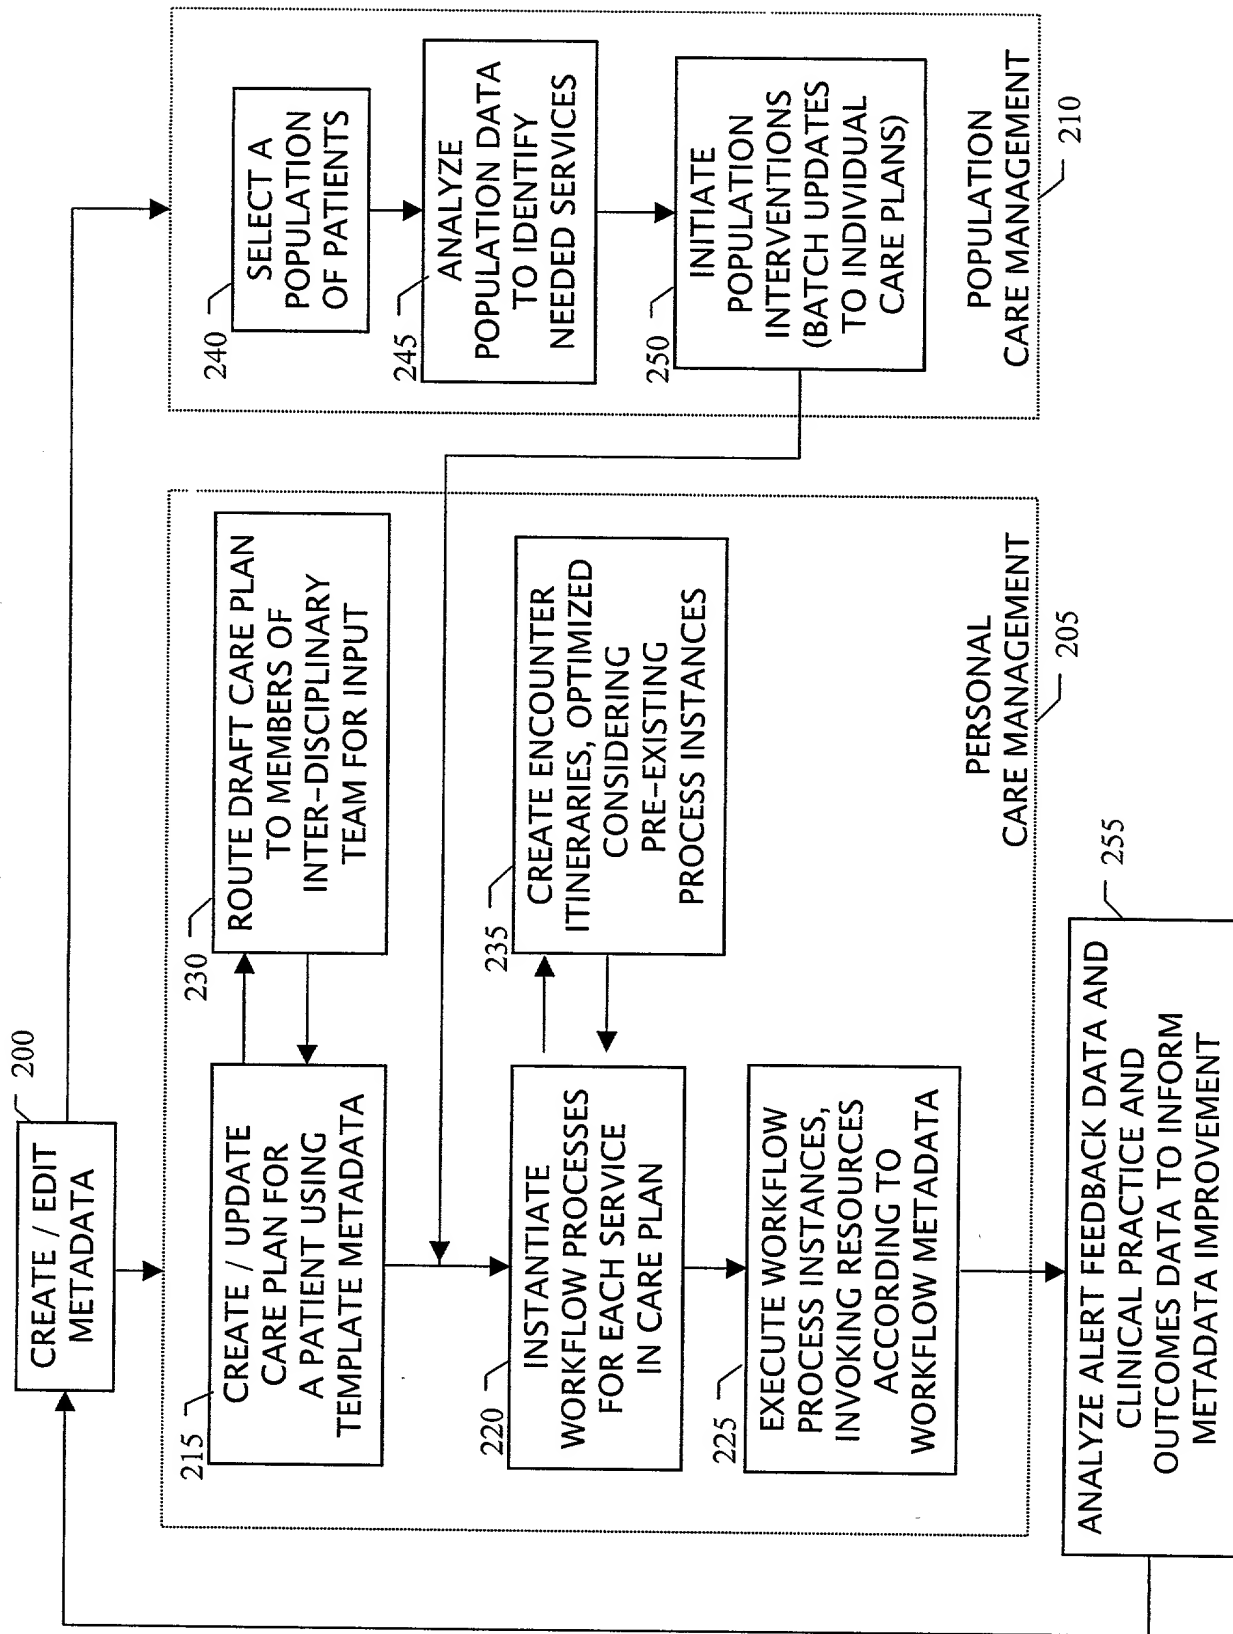 200
CREATE / EDIT
METADATA
215
CREATE / UPDATE
CARE PLAN FOR
A PATIENT USING
TEMPLATE METADATA
230
ROUTE DRAFT CARE PLAN
TO MEMBERS OF
INTER-DISCIPLINARY
TEAM FOR INPUT
220
INSTANTIATE
WORKFLOW PROCESSES
FOR EACH SERVICE
IN CARE PLAN
235
CREATE ENCOUNTER
ITINERARIES, OPTIMIZED
CONSIDERING
PRE-EXISTING
PROCESS INSTANCES
225
EXECUTE WORKFLOW
PROCESS INSTANCES,
INVOKING RESOURCES
ACCORDING TO
WORKFLOW METADATA
PERSONAL
CARE MANAGEMENT
205
240
SELECT A
POPULATION
OF PATIENTS
245
ANALYZE
POPULATION DATA
TO IDENTIFY
NEEDED SERVICES
250
INITIATE
POPULATION
INTERVENTIONS
(BATCH UPDATES
TO INDIVIDUAL
CARE PLANS)
POPULATION
CARE MANAGEMENT
210
255
ANALYZE ALERT FEEDBACK DATA AND
CLINICAL PRACTICE AND
OUTCOMES DATA TO INFORM
METADATA IMPROVEMENT